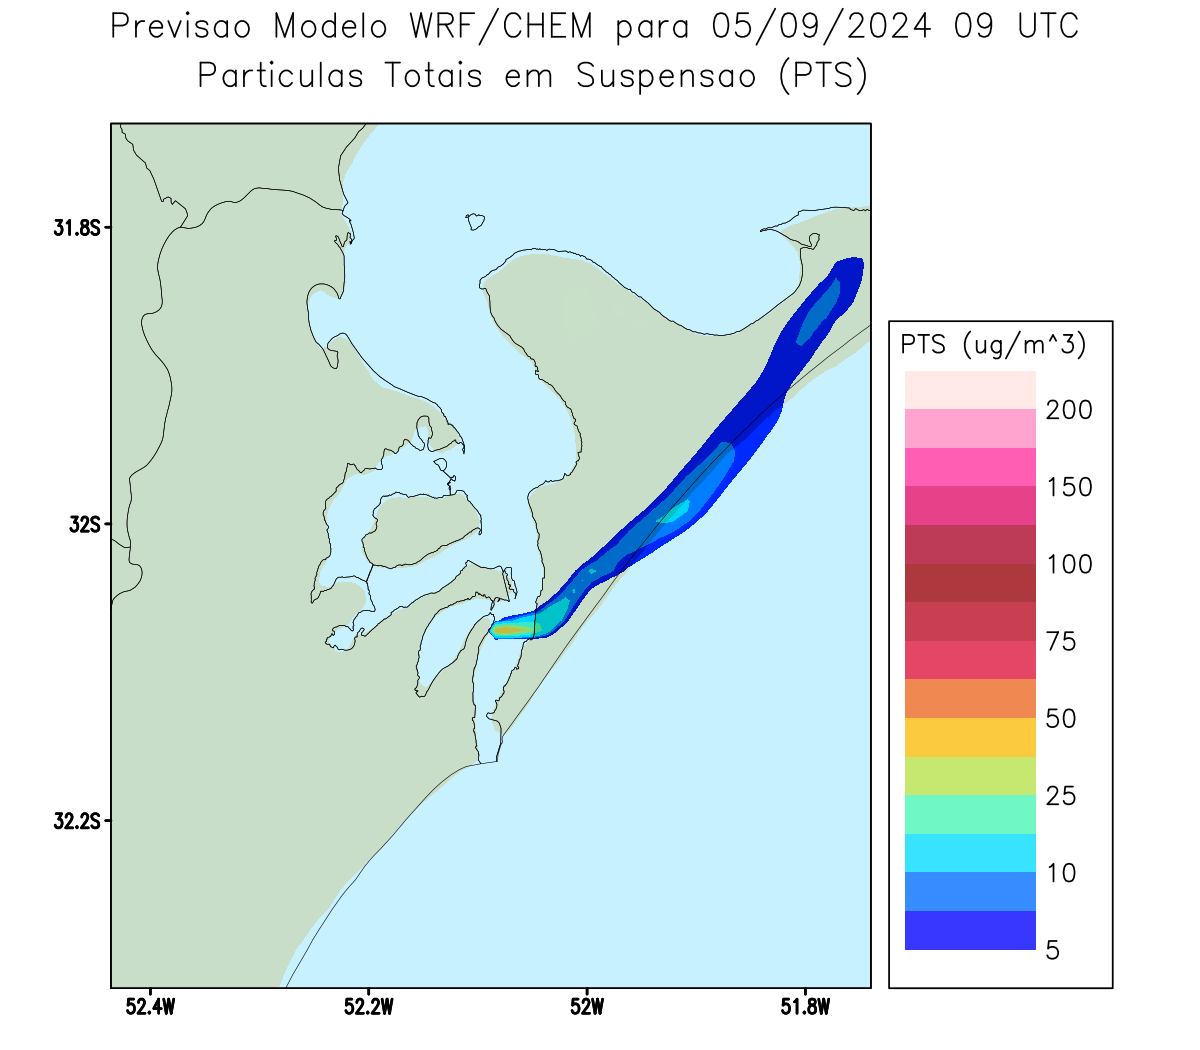 Previsao Modelo WRF/CHEM para 05/09/2024 09 UTC
Particulas Totais em Suspensao (PTS)
31.8S
32S
32.2S
52.4W
52.2W
52W
51.8W
PTS (ug/m^3)
200
150
100
75
50
25
10
5